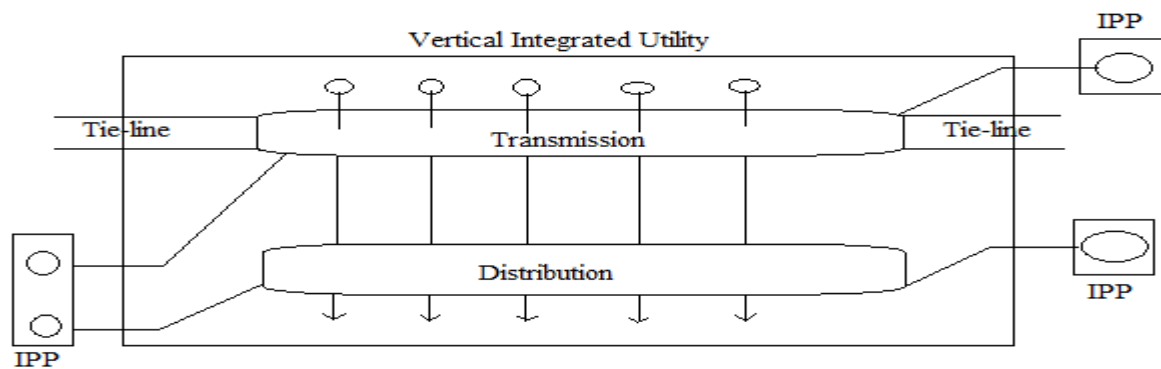 IPP
Vertical Integrated Utility
Tie-line
Transmission
Tie-line
Distribution
IPP
IPP